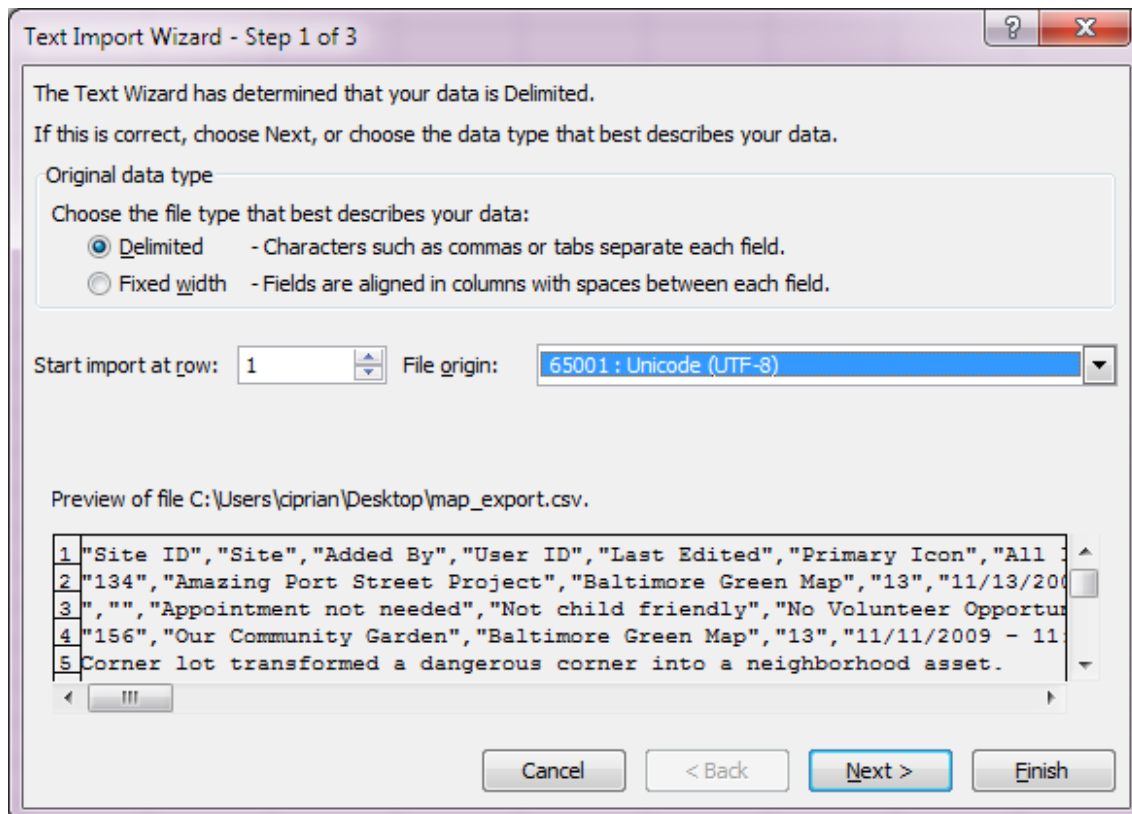 Text Import Wizard - Step 1 of 3
The Text Wizard has determined that your data is Delimited.
If this is correct, choose Next, or choose the data type that best describes your data.
Original data type
Choose the file type that best describes your data:
Delimited - Characters such as commas or tabs separate each field.
Fixed width - Fields are aligned in columns with spaces between each field.
Start import at row: 1 File origin: 65001 : Unicode (UTF-8)
Preview of file C:\Users\ciprian\Desktop\map_export.csv.
1 "Site ID","Site","Added By","User ID","Last Edited","Primary Icon","All
2 "134","Amazing Port Street Project","Baltimore Green Map","13","11/13/200
3 ","","Appointment not needed","Not child friendly","No Volunteer Opportun
4 "156","Our Community Garden","Baltimore Green Map","13","11/11/2009 - 11:
5 Corner lot transformed a dangerous corner into a neighborhood asset.
Cancel < Back Next > Finish